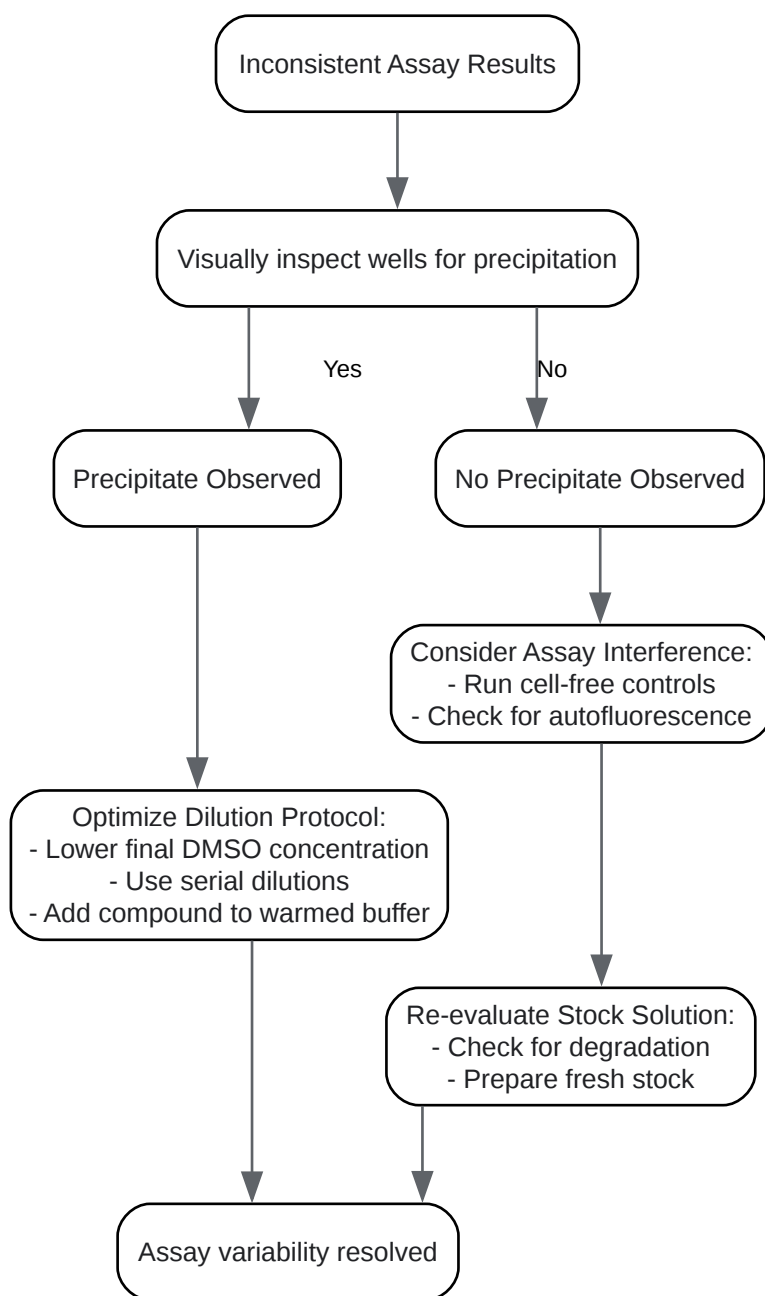 Inconsistent Assay Results
Visually inspect wells for precipitation
Yes
No
Precipitate Observed
No Precipitate Observed
Consider Assay Interference:
- Run cell-free controls
- Check for autofluorescence
Optimize Dilution Protocol:
- Lower final DMSO concentration
- Use serial dilutions
- Add compound to warmed buffer
Re-evaluate Stock Solution:
- Check for degradation
- Prepare fresh stock
Assay variability resolved